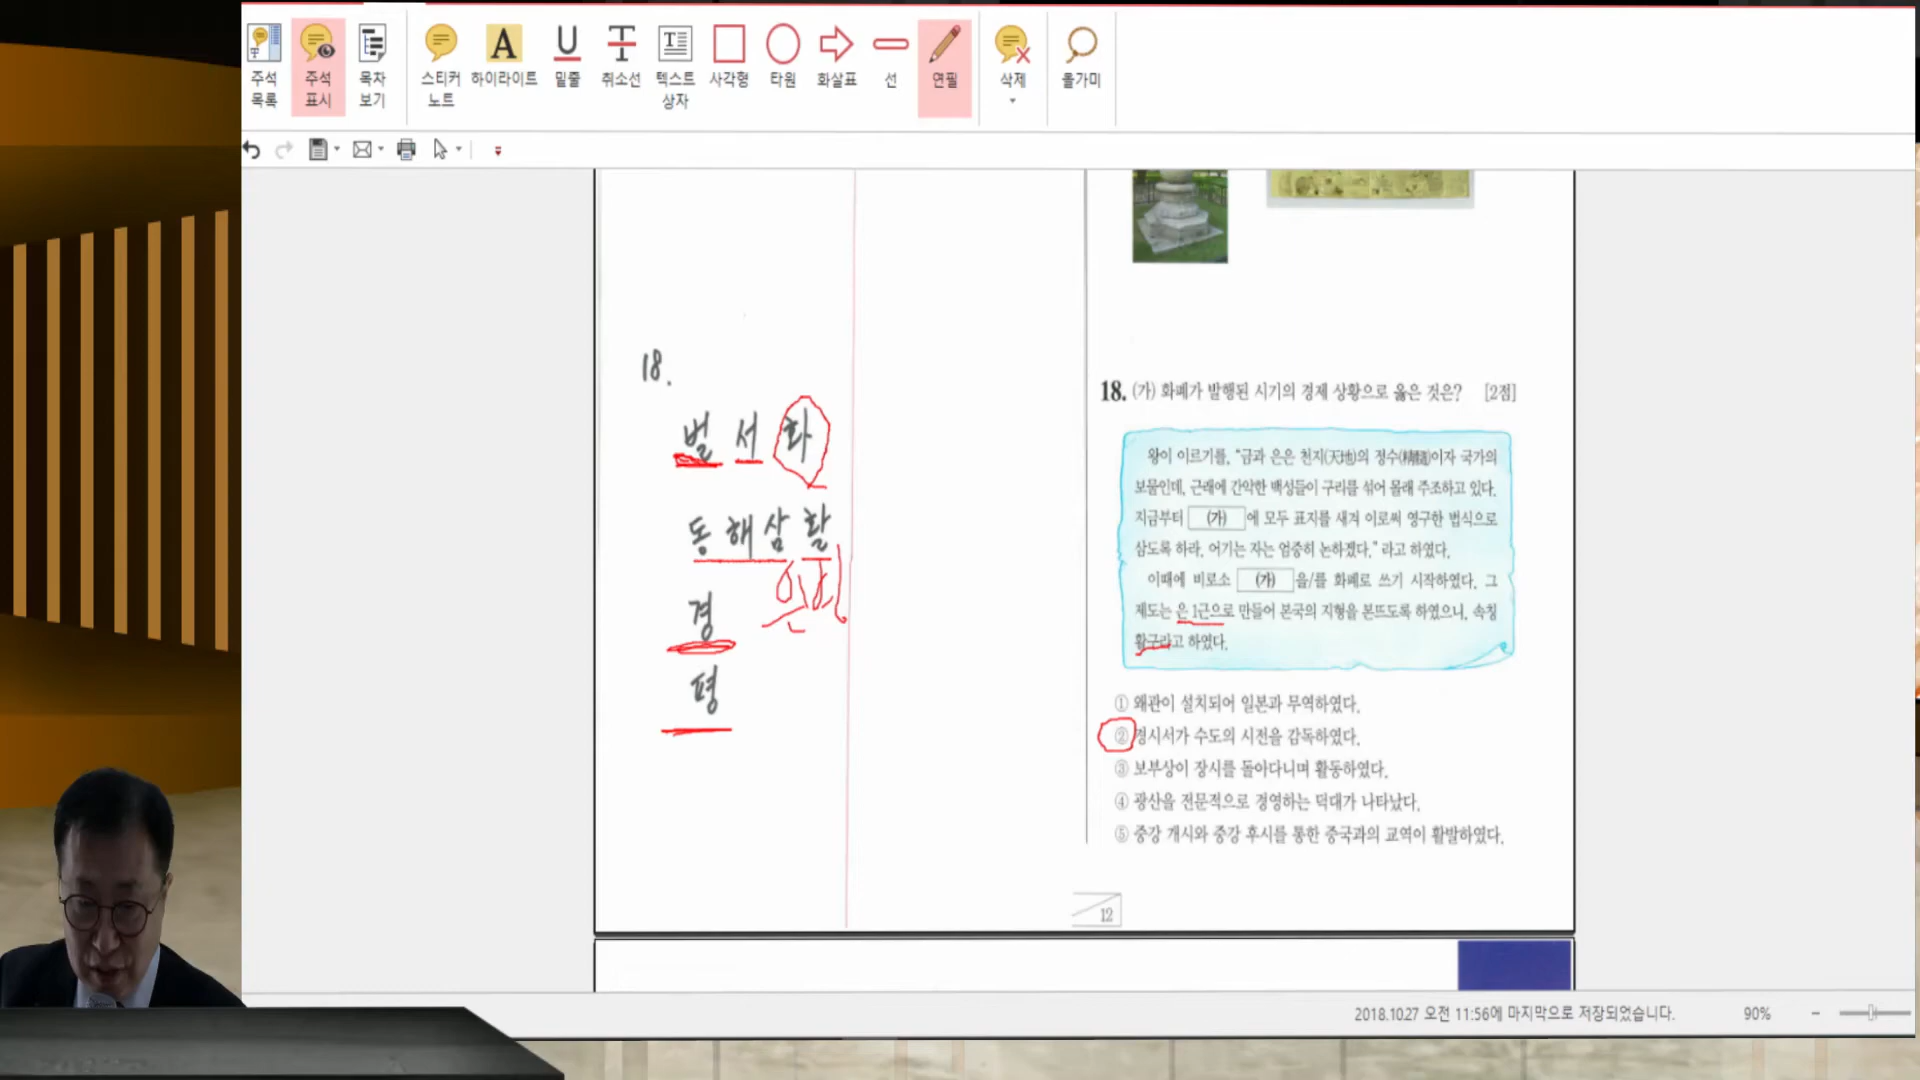 주석 목록
주석 표시
목차 보기
스티커 노트
하이라이트
밑줄
취소선
텍스트 상자
사각형
타원
화살표
선
연필
삭제
올가미
18.
벌 서 화
동 해 삼 활
은 병
경
평
18. (가) 화폐가 발행된 시기의 경제 상황으로 옳은 것은? [2점]
왕이 이르기를, "금과 은은 천지(天地)의 정수(精髓)이자 국가의
보물인데, 근래에 간악한 백성들이 구리를 섞어 몰래 주조하고 있다.
지금부터 (가) 에 모두 표지를 새겨 이로써 영구한 법식으로
삼도록 하라. 어기는 자는 엄중히 논하겠다." 라고 하였다.
이때에 비로소 (가) 을/를 화폐로 쓰기 시작하였다. 그
제도는 은 1근으로 만들어 본국의 지형을 본뜨도록 하였으니, 속칭
활구라고 하였다.
① 왜관이 설치되어 일본과 무역하였다.
② 경시서가 수도의 시전을 감독하였다.
③ 보부상이 장시를 돌아다니며 활동하였다.
④ 광산을 전문적으로 경영하는 덕대가 나타났다.
⑤ 중강 개시와 중강 후시를 통한 중국과의 교역이 활발하였다.
12
2018.10.27 오전 11:56에 마지막으로 저장되었습니다.
90%